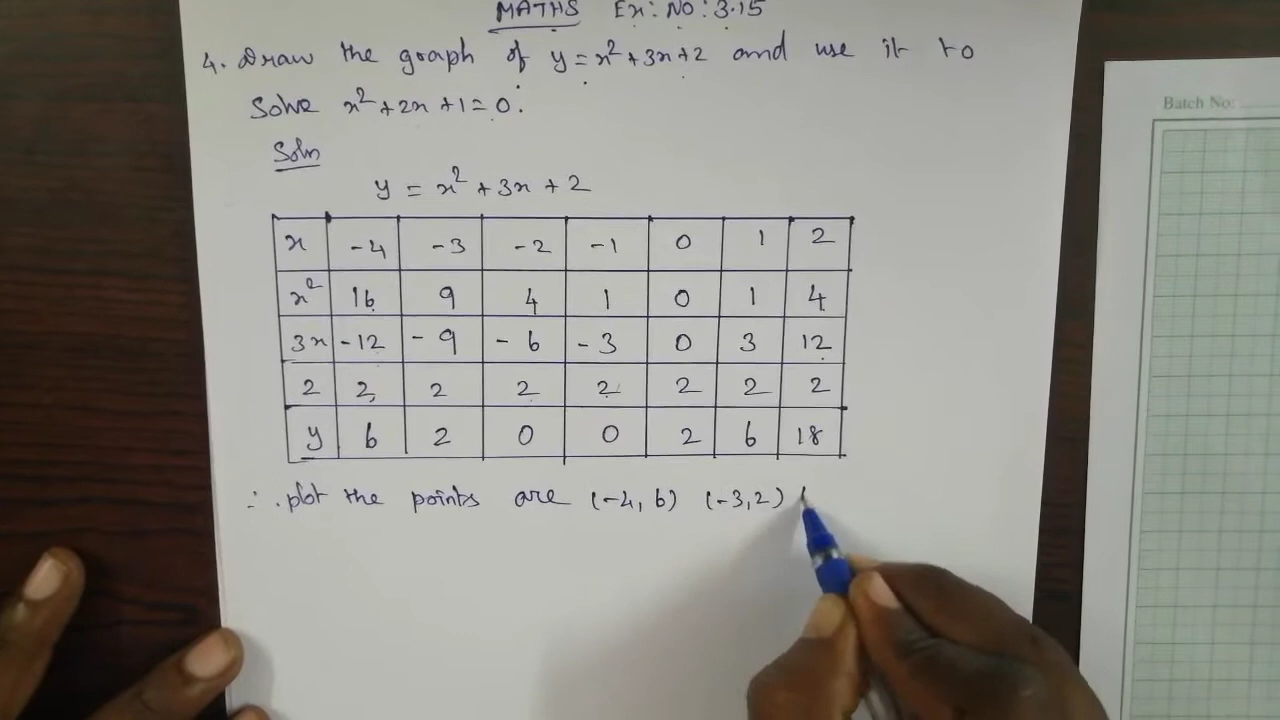 MATHS Ex: No: 3.15
4. Draw the graph of y = x² + 3x + 2 and use it to
Solve x² + 2x + 1 = 0.
Soln
y = x² + 3x + 2
x -4 -3 -2 -1 0 1 2
x² 16 9 4 1 0 1 4
3x -12 -9 -6 -3 0 3 12
2 2 2 2 2 2 2 2
y 6 2 0 0 2 6 18
∴ plot the points are (-4, 6) (-3, 2) (
Batch No: